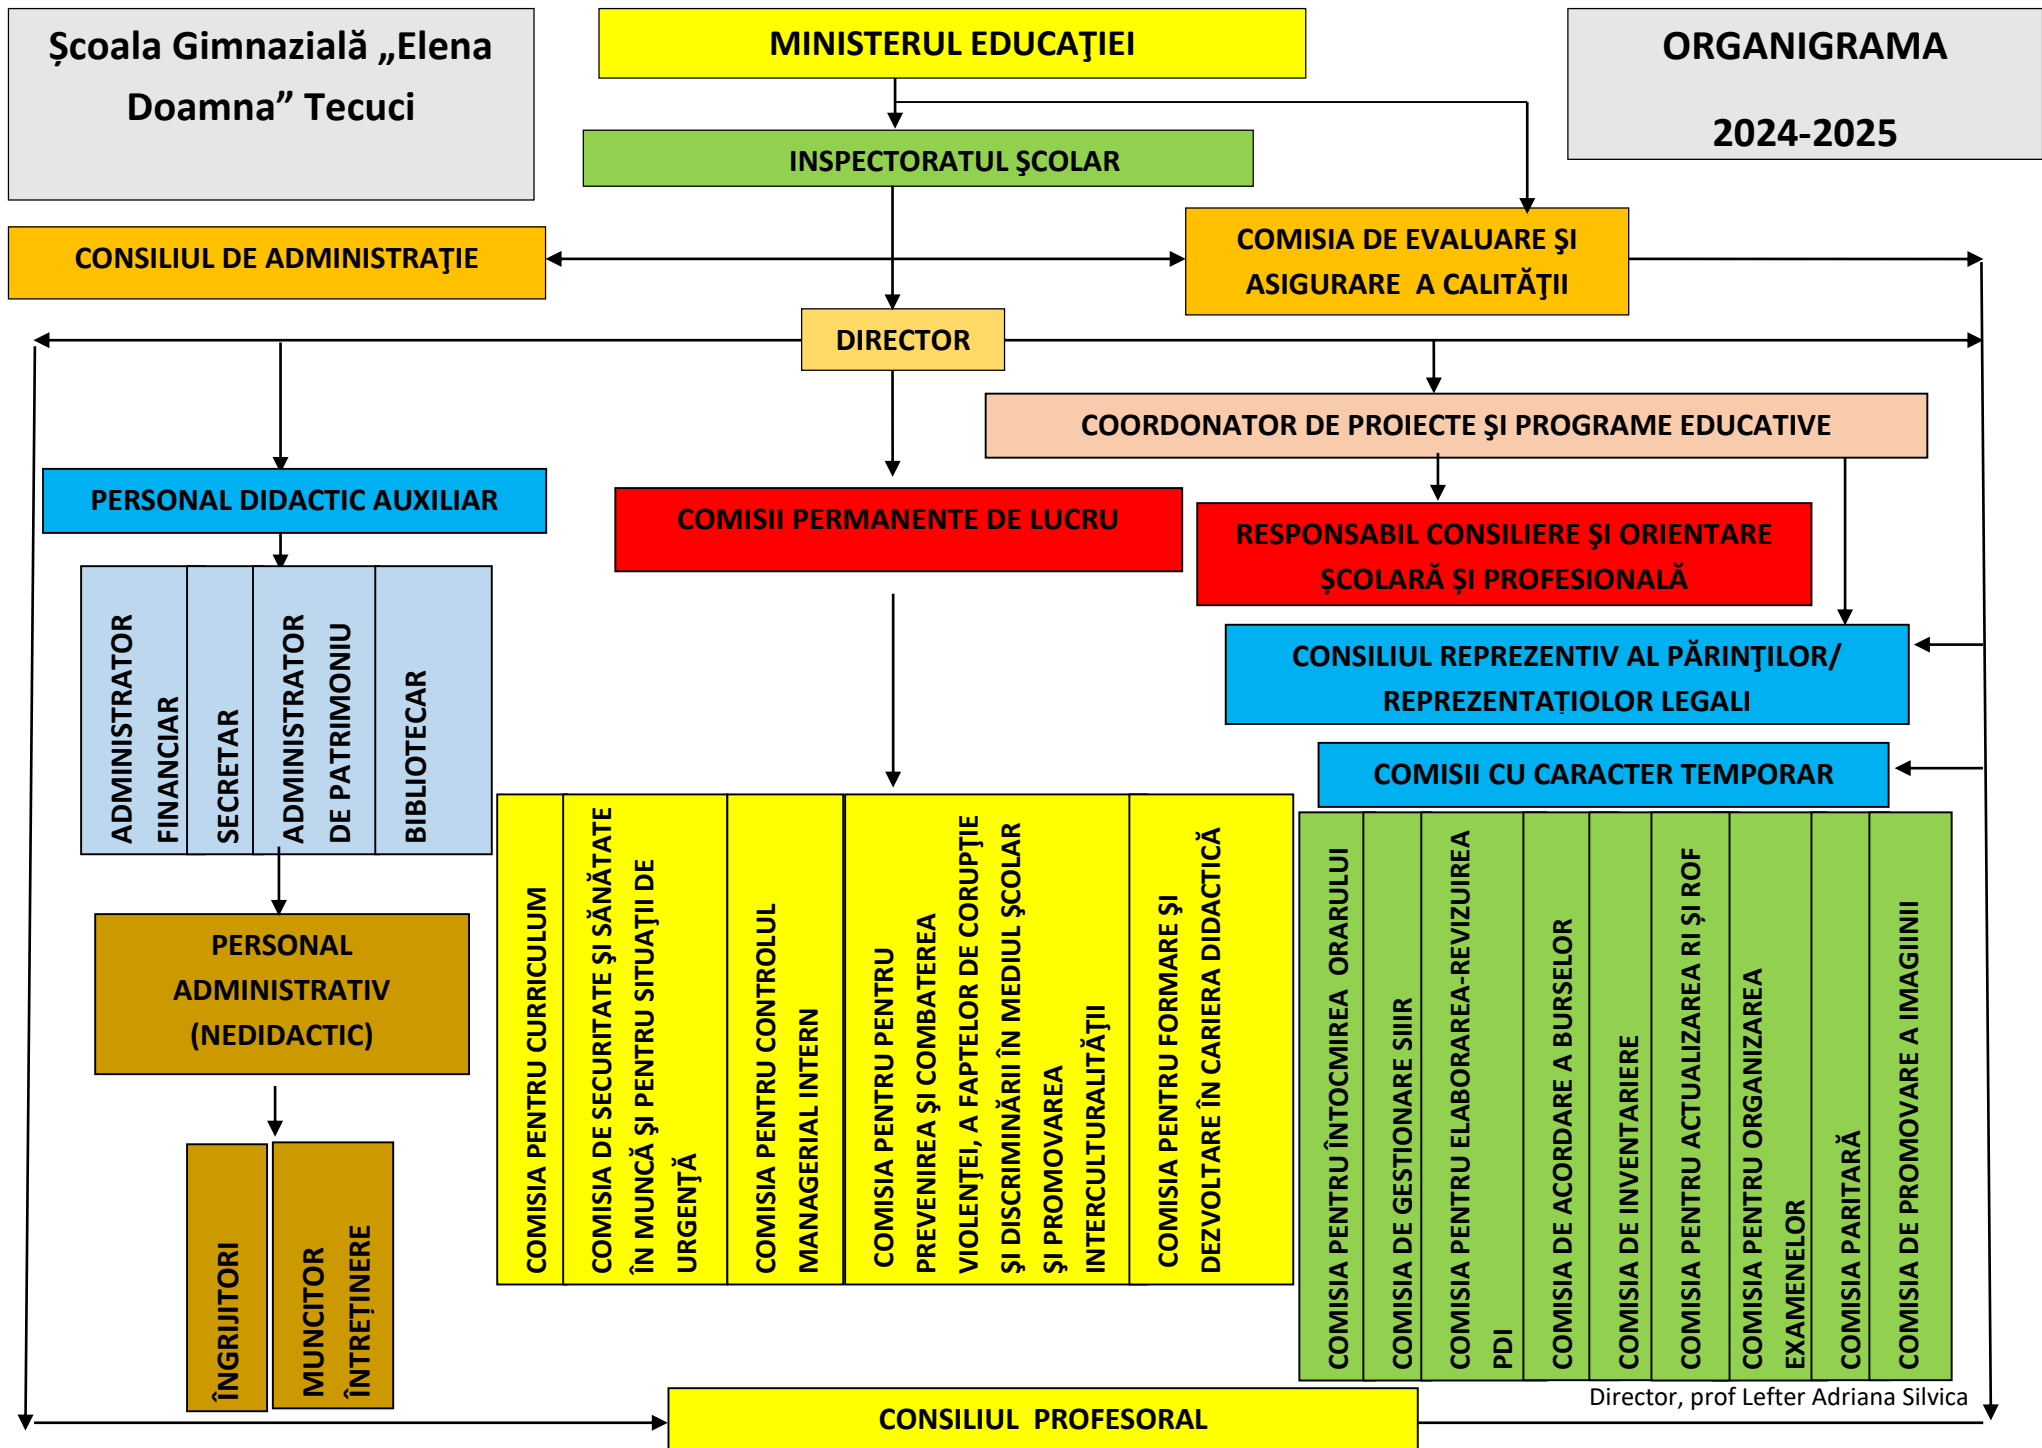 Școala Gimnazială „Elena
Doamna” Tecuci
MINISTERUL EDUCAŢIEI
ORGANIGRAMA
2024-2025
INSPECTORATUL ŞCOLAR
CONSILIUL DE ADMINISTRAŢIE
COMISIA DE EVALUARE ŞI
ASIGURARE A CALITĂŢII
DIRECTOR
COORDONATOR DE PROIECTE ŞI PROGRAME EDUCATIVE
PERSONAL DIDACTIC AUXILIAR
COMISII PERMANENTE DE LUCRU
RESPONSABIL CONSILIERE ŞI ORIENTARE
ȘCOLARĂ ȘI PROFESIONALĂ
ADMINISTRATOR
FINANCIAR
SECRETAR
ADMINISTRATOR
DE PATRIMONIU
BIBLIOTECAR
CONSILIUL REPREZENTIV AL PĂRINŢILOR/
REPREZENTAȚIOLOR LEGALI
COMISII CU CARACTER TEMPORAR
PERSONAL
ADMINISTRATIV
(NEDIDACTIC)
ÎNGRIJITORI
MUNCITOR
ÎNTREȚINERE
COMISIA PENTRU CURRICULUM
COMISIA DE SECURITATE ŞI SĂNĂTATE
ÎN MUNCĂ ŞI PENTRU SITUAŢII DE
URGENŢĂ
COMISIA PENTRU CONTROLUL
MANAGERIAL INTERN
COMISIA PENTRU PENTRU
PREVENIREA ŞI COMBATEREA
VIOLENŢEI, A FAPTELOR DE CORUPŢIE
ŞI DISCRIMINĂRII ÎN MEDIUL ŞCOLAR
ŞI PROMOVAREA
INTERCULTURALITĂŢII
COMISIA PENTRU FORMARE ŞI
DEZVOLTARE ÎN CARIERA DIDACTICĂ
COMISIA PENTRU ÎNTOCMIREA ORARULUI
COMISIA DE GESTIONARE SIIIR
COMISIA PENTRU ELABORAREA-REVIZUIREA
PDI
COMISIA DE ACORDARE A BURSELOR
COMISIA DE INVENTARIERE
COMISIA PENTRU ACTUALIZAREA RI ȘI ROF
COMISIA PENTRU ORGANIZAREA
EXAMENELOR
COMISIA PARITARĂ
COMISIA DE PROMOVARE A IMAGIINII
Director, prof Lefter Adriana Silvica
CONSILIUL PROFESORAL